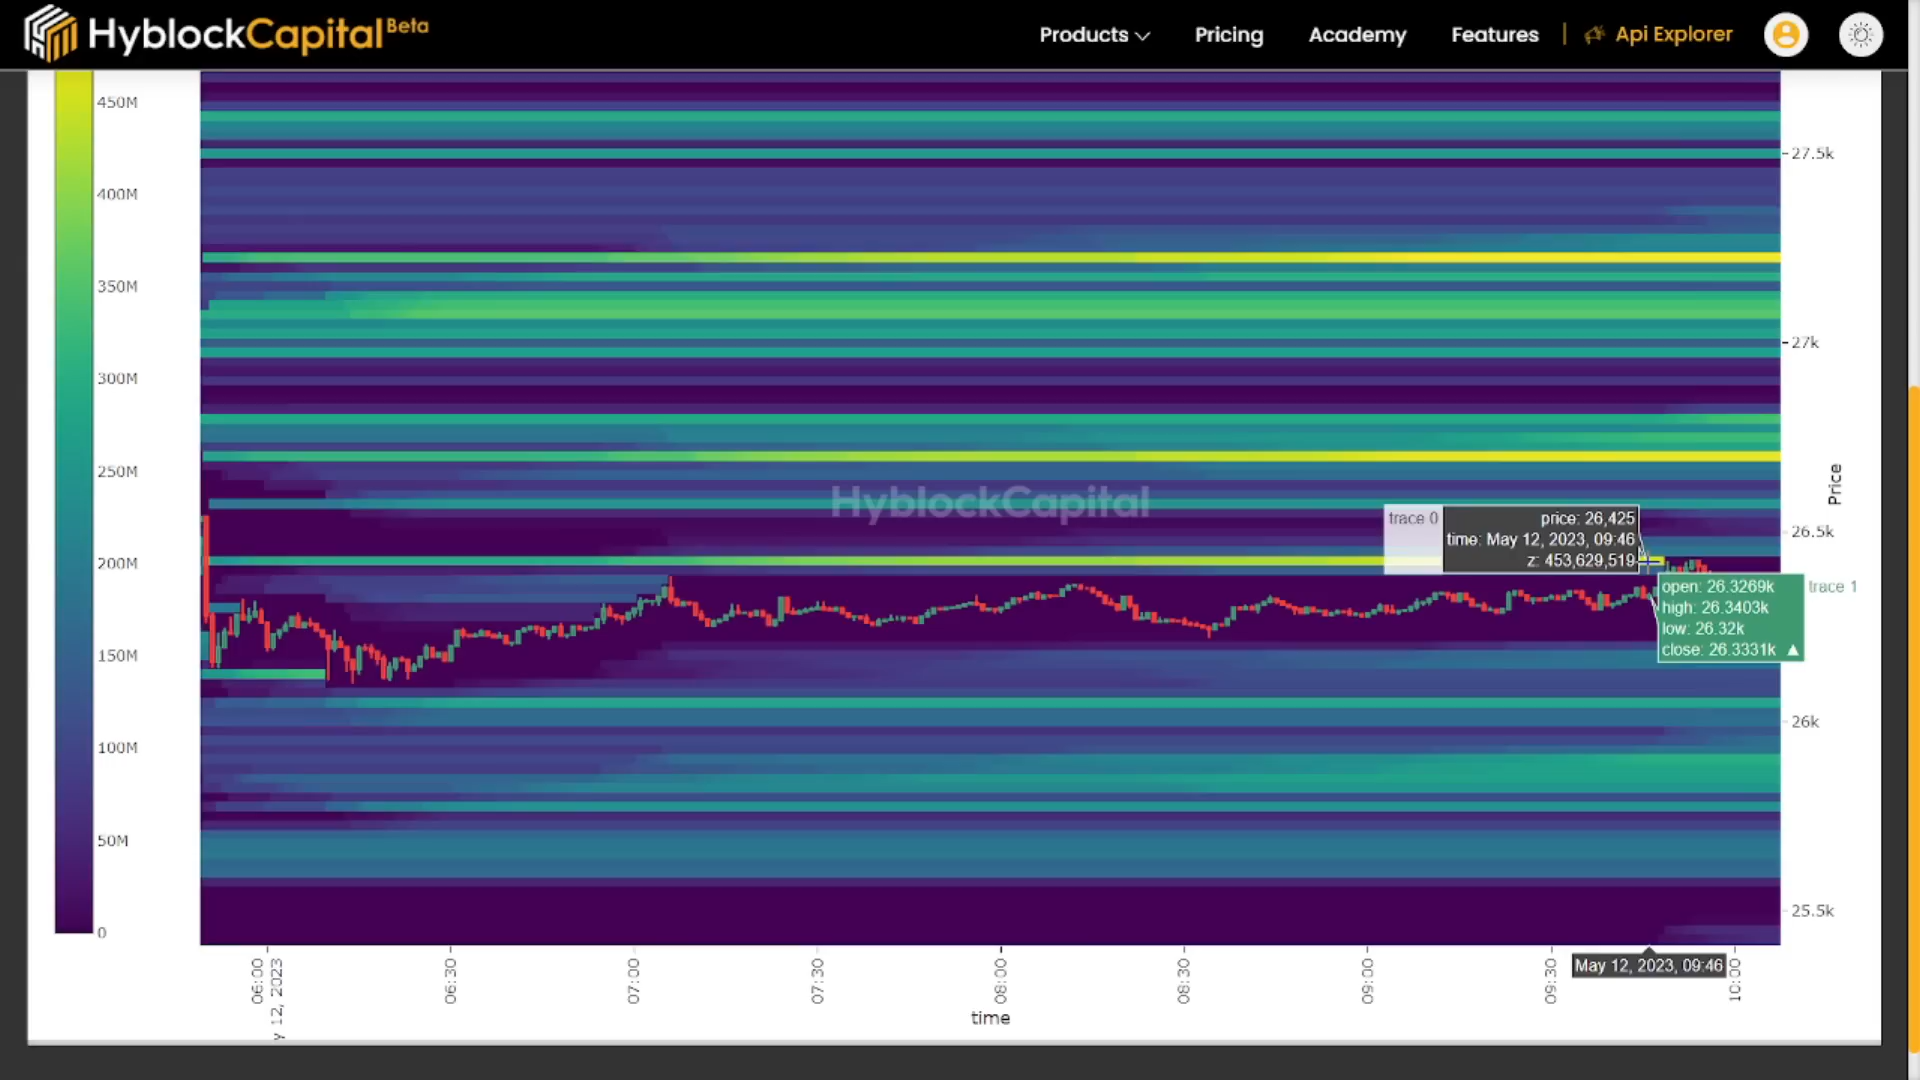 HyblockCapital Beta
Products
Pricing
Academy
Features
Api Explorer
450M
400M
350M
300M
250M
200M
150M
100M
50M
0
HyblockCapital
trace 0
price: 26,425
time: May 12, 2023, 09:46
z: 453,629,519
open: 26.3269k
high: 26.3403k
low: 26.32k
close: 26.3331k ▲
trace 1
27.5k
27k
26.5k
26k
25.5k
Price
06:00
y 12, 2023
06:30
07:00
07:30
08:00
08:30
09:00
09:30
May 12, 2023, 09:46
10:00
time